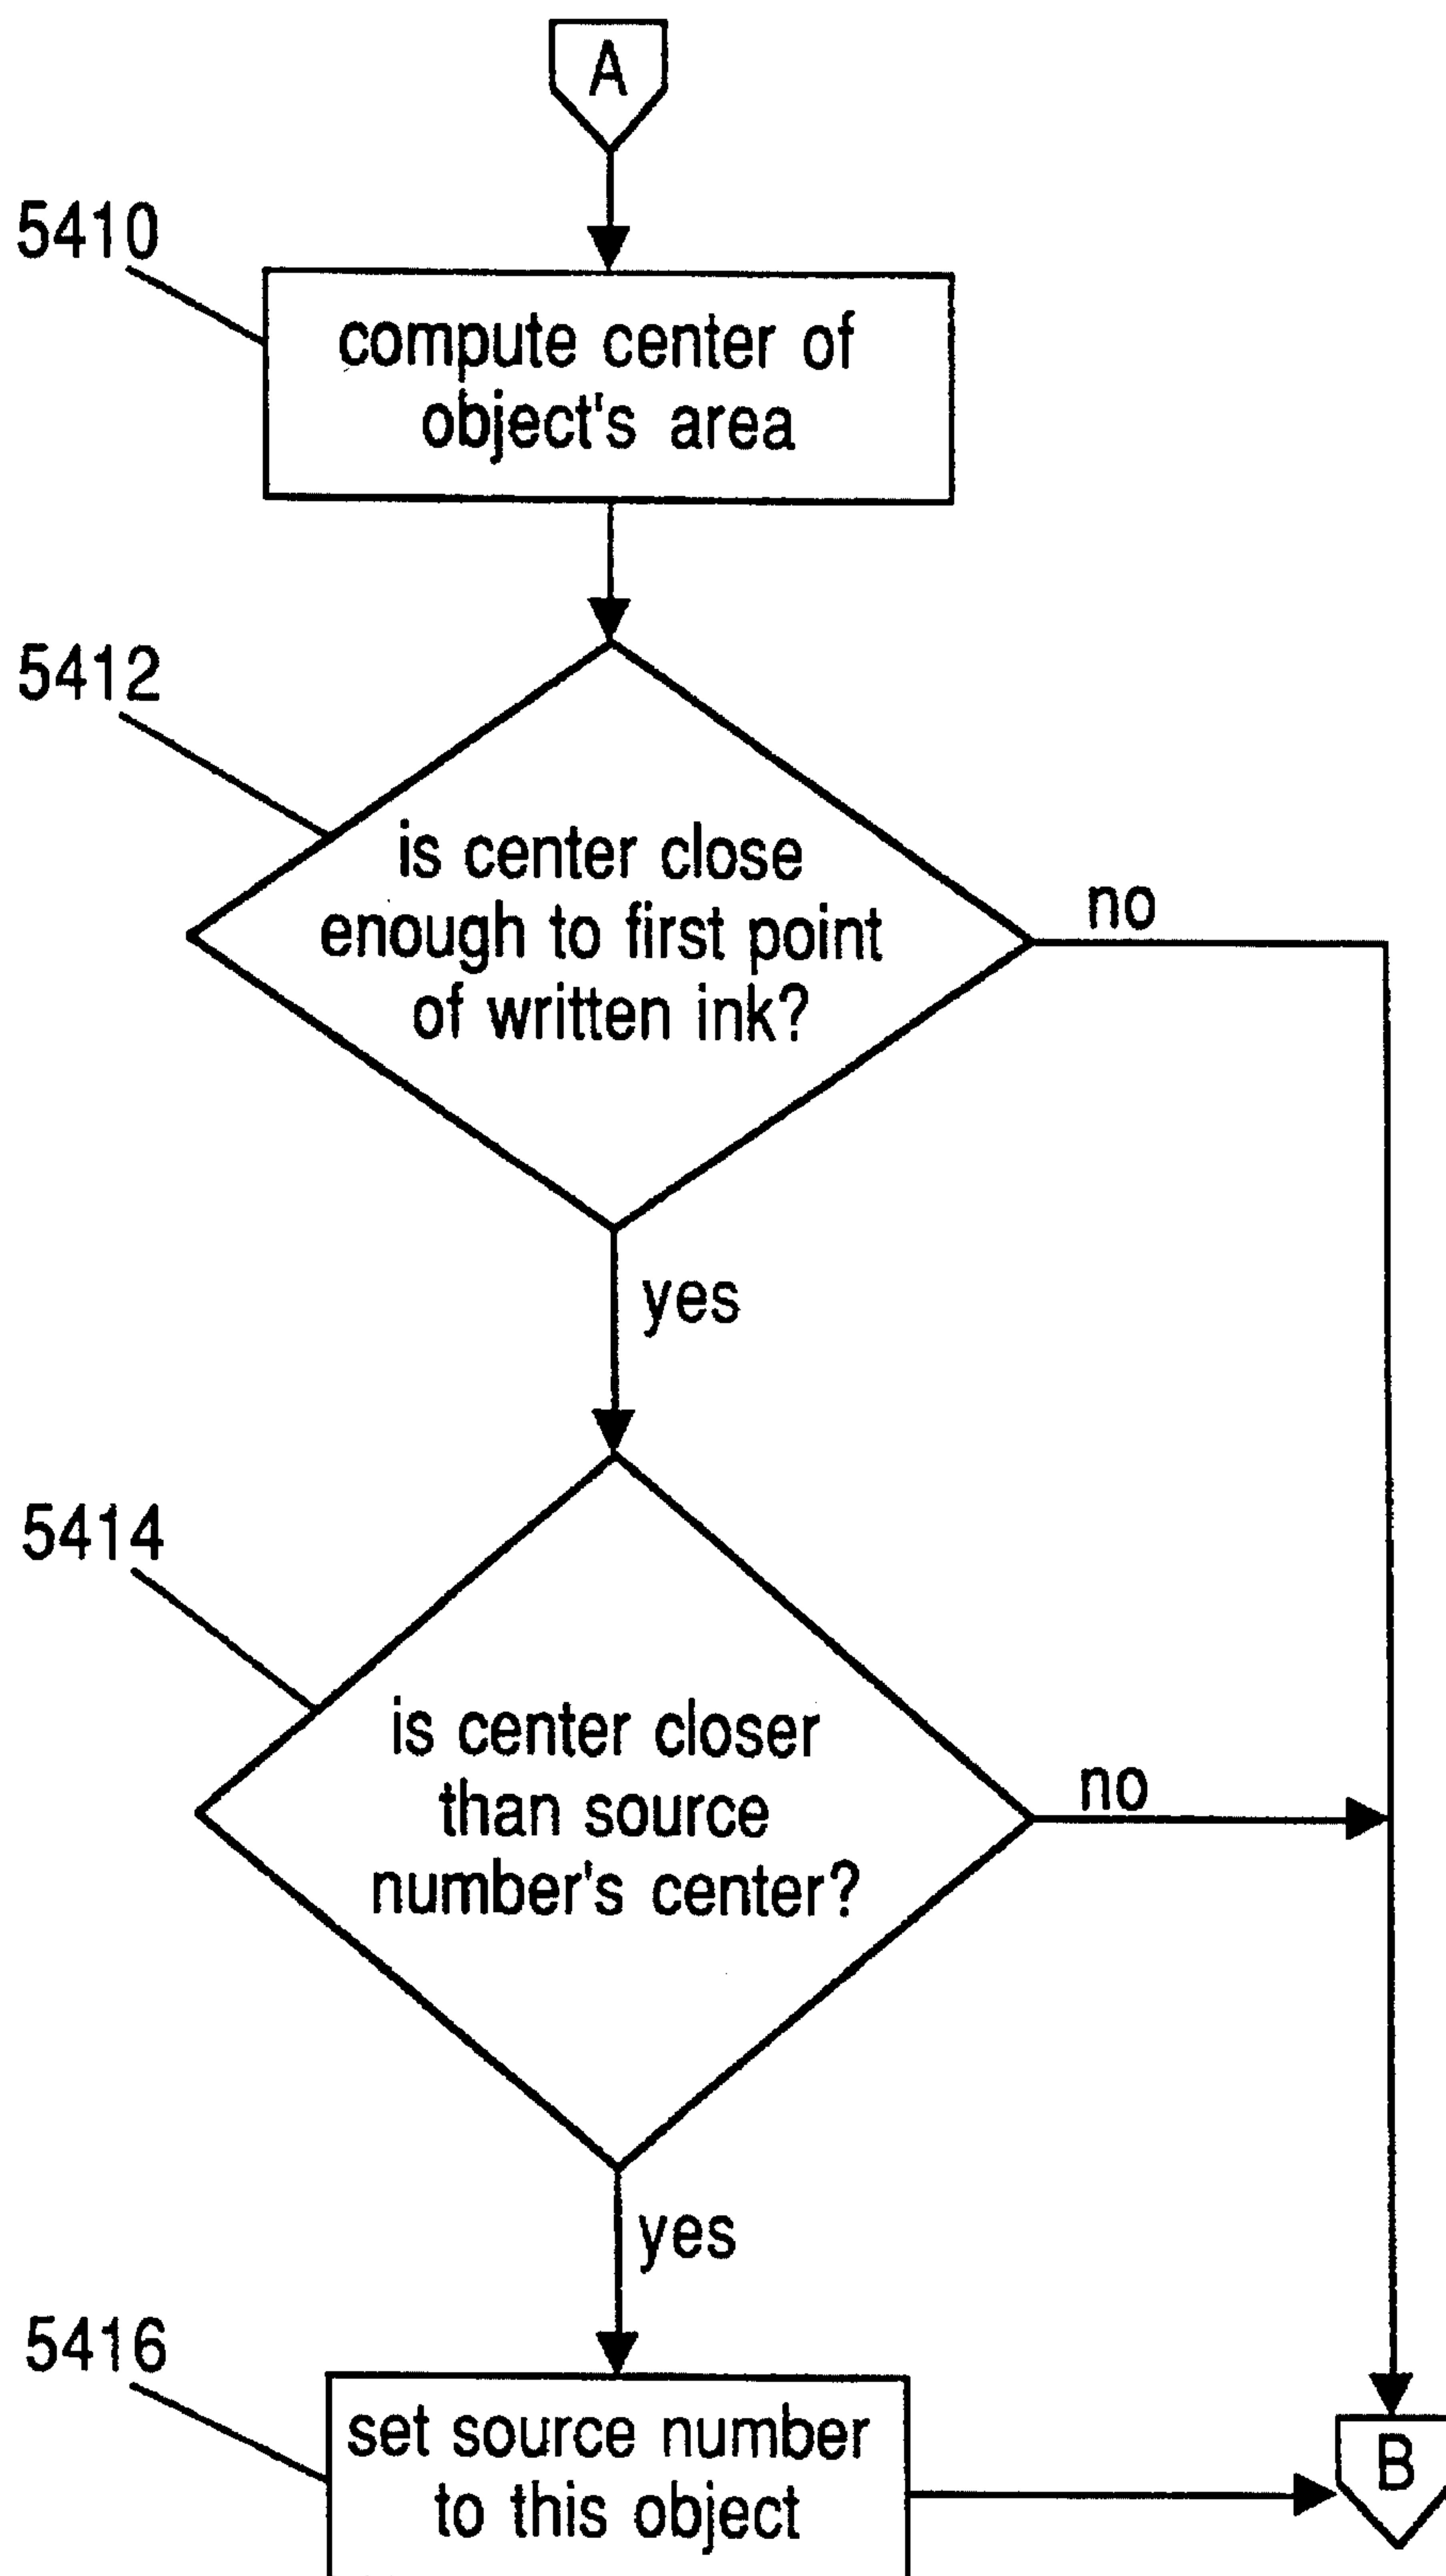 A
5410
compute center of
object's area
5412
is center close
enough to first point
of written ink?
no
yes
5414
is center closer
than source
number's center?
no
yes
5416
set source number
to this object
B